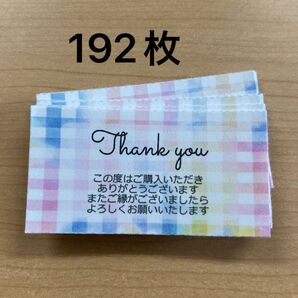 192枚
Thank you
この度はご購入いただき
ありがとうございます
またご縁がございましたら
よろしくお願いいたします